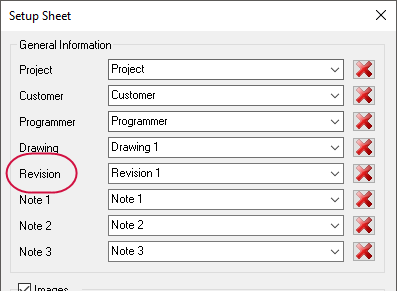 Setup Sheet
General Information
Project Project
Customer Customer
Programmer Programmer
Drawing Drawing 1
Revision Revision 1
Note 1 Note 1
Note 2 Note 2
Note 3 Note 3
Images